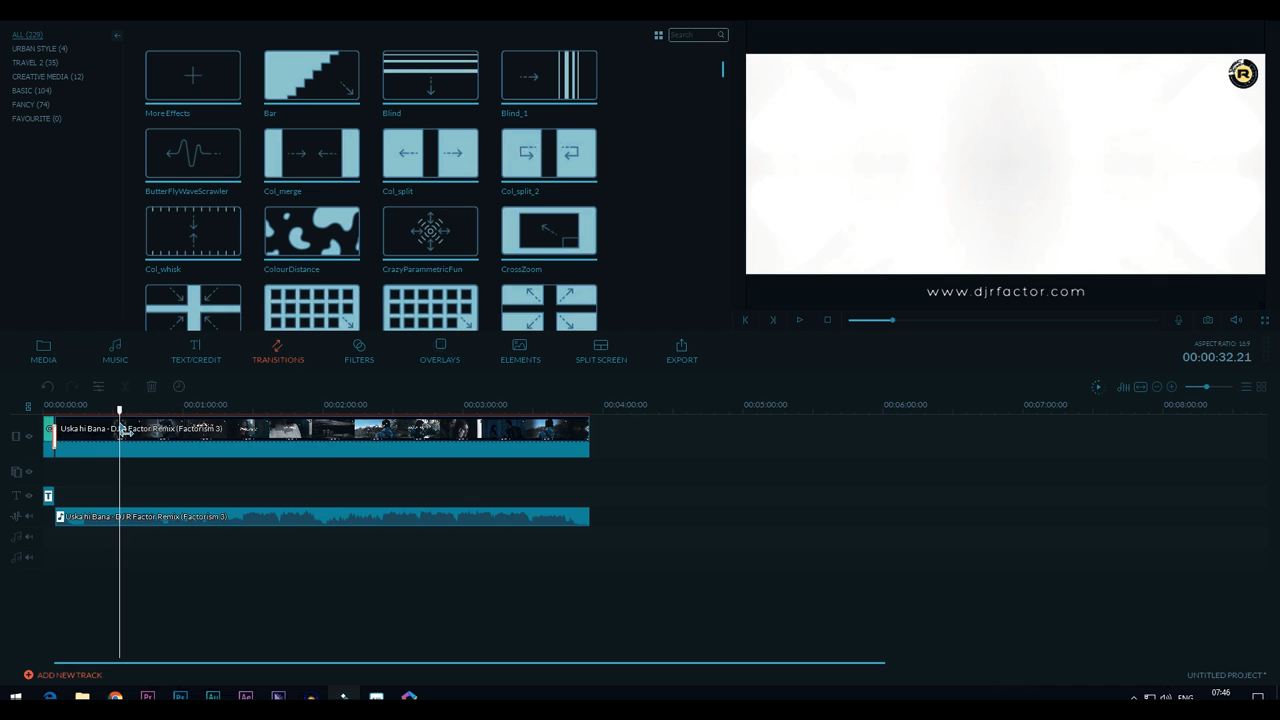 ALL (229)
URBAN STYLE (4)
TRAVEL 2 (35)
CREATIVE MEDIA (12)
BASIC (104)
FANCY (74)
FAVOURITE (0)
Search
More Effects
Bar
Blind
Blind_1
ButterFlyWaveScrawler
Col_merge
Col_split
Col_split_2
Col_whisk
ColourDistance
CrazyParametricFun
CrossZoom
R
www.djrfactor.com
MEDIA
MUSIC
TEXT/CREDIT
TRANSITIONS
FILTERS
OVERLAYS
ELEMENTS
SPLIT SCREEN
EXPORT
ASPECT RATIO: 16:9
00:00:32.21
00:00:00:00
00:01:00:00
00:02:00:00
00:03:00:00
00:04:00:00
00:05:00:00
00:06:00:00
00:07:00:00
00:08:00:00
Uska hi Bana - DJ R Factor Remix (Factorism 3)
T
Uska hi Bana - DJ R Factor Remix (Factorism 3)
ADD NEW TRACK
UNTITLED PROJECT*
Pr
Ps
Au
Ae
ENG
07:46